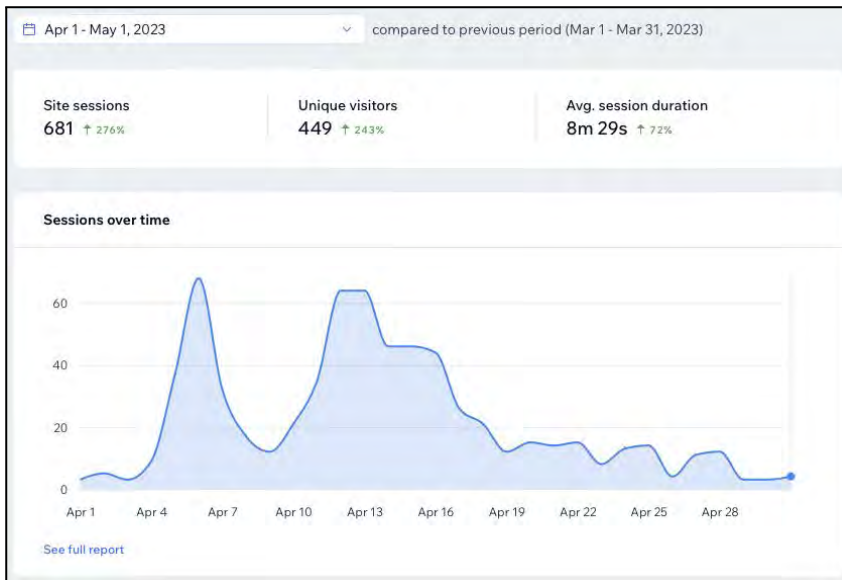 Apr 1 - May 1, 2023 compared to previous period (Mar 1 - Mar 31, 2023)
Site sessions Unique visitors Avg. session duration
681 ↑ 276% 449 ↑ 243% 8m 29s ↑ 72%
Sessions over time
60
40
20
0
Apr 1 Apr 4 Apr 7 Apr 10 Apr 13 Apr 16 Apr 19 Apr 22 Apr 25 Apr 28
See full report